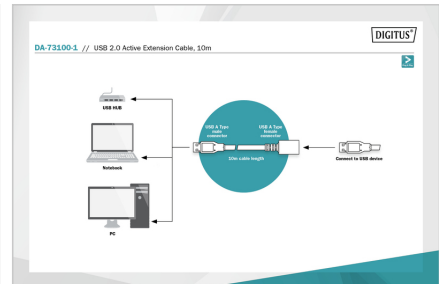 DIGITUS®
DA-73100-1 // USB 2.0 Active Extension Cable, 10m
USB HUB
USB A Type
male
connector
USB A Type
female
connector
10m cable length
Connect to USB device
Notebook
PC